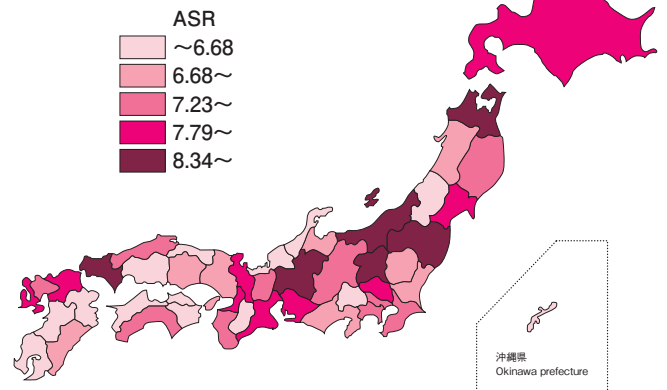 ASR
〜6.68
6.68〜
7.23〜
7.79〜
8.34〜
沖縄県
Okinawa prefecture